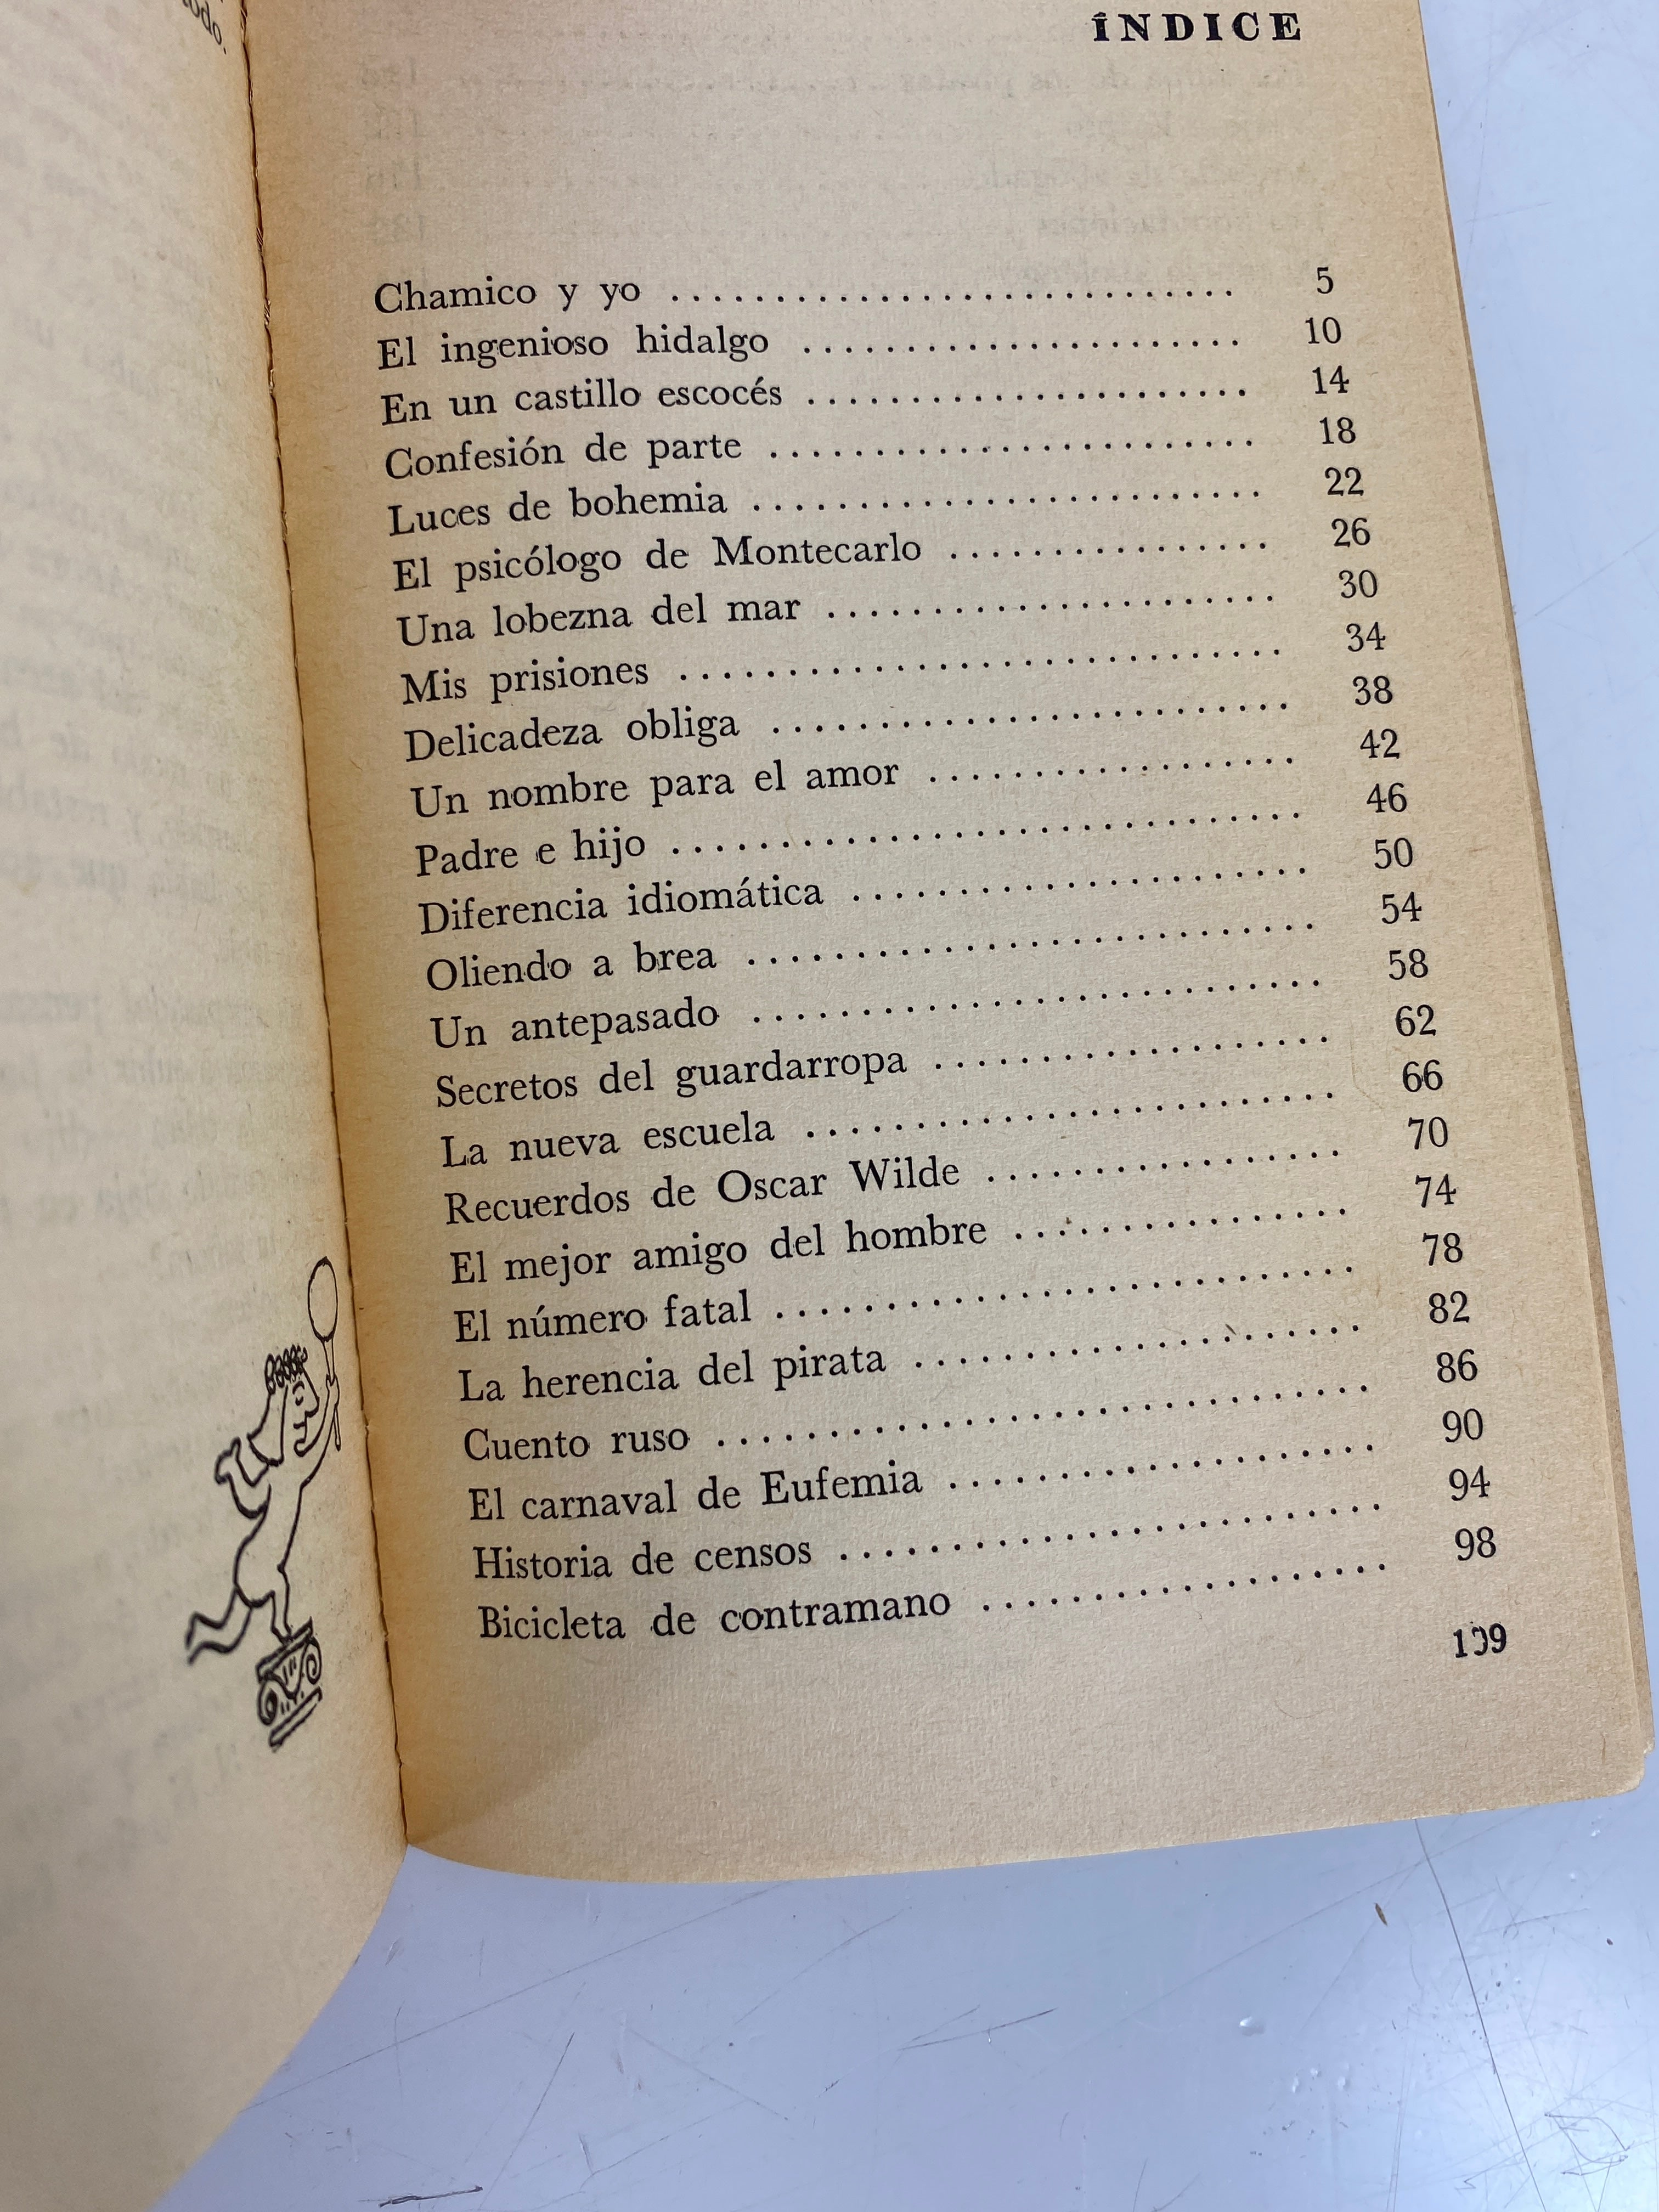 ÍNDICE
Chamico y yo .............................. 5
El ingenioso hidalgo ........................ 10
En un castillo escocés ........................ 14
Confesión de parte ........................ 18
Luces de bohemia ........................ 22
El psicólogo de Montecarlo ................ 26
Una lobezna del mar ...................... 30
Mis prisiones .............................. 34
Delicadeza obliga ........................ 38
Un nombre para el amor .................. 42
Padre e hijo .............................. 46
Diferencia idiomática ...................... 50
Oliendo a brea ............................ 54
Un antepasado ............................ 58
Secretos del guardarropa .................... 62
La nueva escuela .......................... 66
Recuerdos de Oscar Wilde .................. 70
El mejor amigo del hombre ................ 74
El número fatal ............................ 78
La herencia del pirata ...................... 82
Cuento ruso .............................. 86
El carnaval de Eufemia .................... 90
Historia de censos .......................... 94
Bicicleta de contramano .................... 98